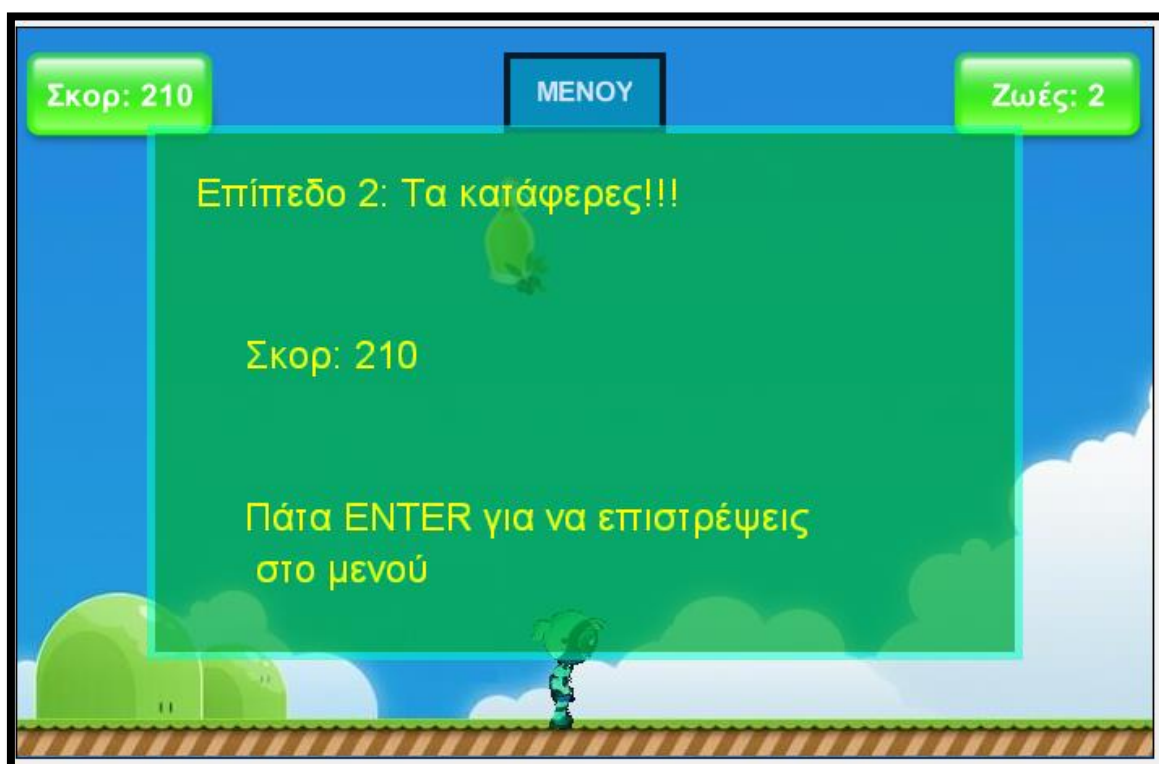 Σκορ: 210
ΜΕΝΟΥ
Ζωές: 2
Επίπεδο 2: Τα κατάφερες!!!
Σκορ: 210
Πάτα ENTER για να επιστρέψεις
στο μενού